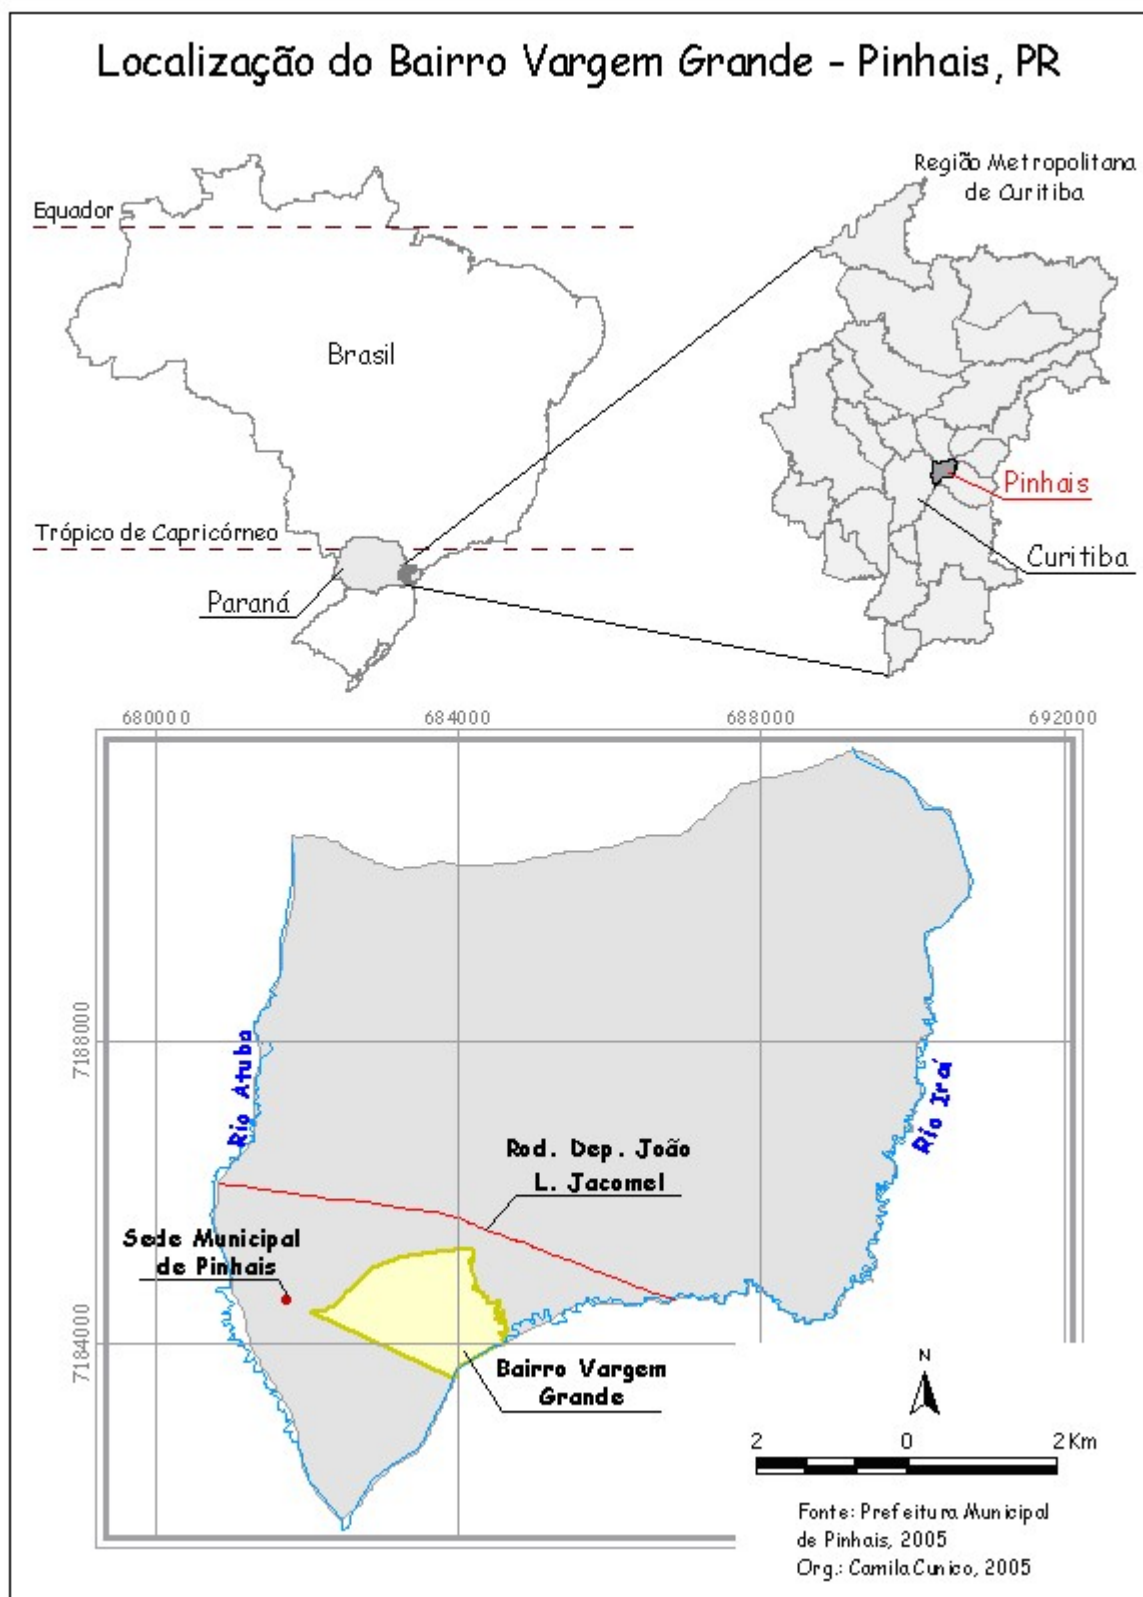 Localização do Bairro Vargem Grande - Pinhais, PR
Região Metropolitana
de Curitiba
Equador
Brasil
Pinhais
Trópico de Capricórneo
Curitiba
Paraná
680000
684000
688000
692000
7188000
7184000
Rio Atuba
Rio Iraí
Rod. Dep. João
L. Jacomel
Sede Municipal
de Pinhais
Bairro Vargem
Grande
N
2 0 2 Km
Fonte: Prefeitura Municipal
de Pinhais, 2005
Org.: Camila Cunico, 2005